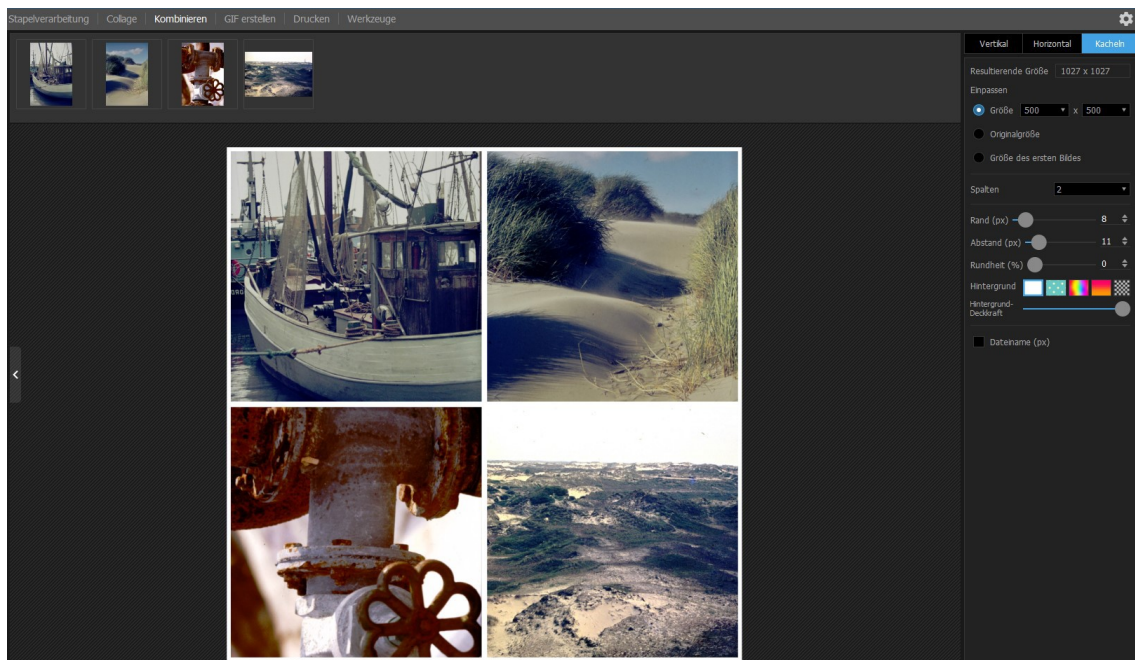 Stapelverarbeitung Collage Kombinieren GIF erstellen Drucken Werkzeuge
Vertikal Horizontal Kacheln
Resultierende Größe 1027 x 1027
Einpassen
Größe 500 x 500
Originalgröße
Größe des ersten Bildes
Spalten 2
Rand (px) 8
Abstand (px) 11
Rundheit (%) 0
Hintergrund
Hintergrund-
Deckkraft
Dateiname (px)